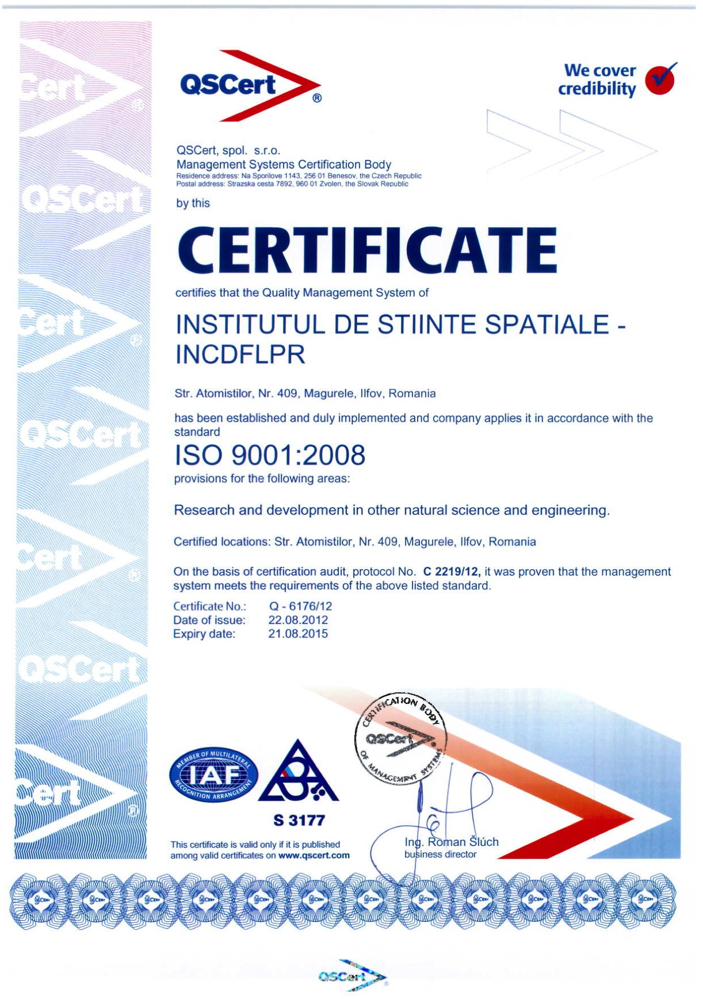 QSCert
®
We cover
credibility
QSCert, spol. s.r.o.
Management Systems Certification Body
Residence address: Na Sporilove 1143, 256 01 Benesov, the Czech Republic
Postal address: Strazska cesta 7892, 960 01 Zvolen, the Slovak Republic
by this
CERTIFICATE
certifies that the Quality Management System of
INSTITUTUL DE STIINTE SPATIALE -
INCDFLPR
Str. Atomistilor, Nr. 409, Magurele, Ilfov, Romania
has been established and duly implemented and company applies it in accordance with the
standard
ISO 9001:2008
provisions for the following areas:
Research and development in other natural science and engineering.
Certified locations: Str. Atomistilor, Nr. 409, Magurele, Ilfov, Romania
On the basis of certification audit, protocol No. C 2219/12, it was proven that the management
system meets the requirements of the above listed standard.
Certificate No.: Q - 6176/12
Date of issue: 22.08.2012
Expiry date: 21.08.2015
CERTIFICATION BODY
QSCert
OF MANAGEMENT SYSTEMS
MEMBER OF MULTILATERAL
IAF
RECOGNITION ARRANGEMENT
S 3177
Ing. Roman Šlúch
business director
This certificate is valid only if it is published
among valid certificates on www.qscert.com
Cert
®
QSCert
Cert
®
QSCert
Cert
®
QSCert
Cert
®
QSCert